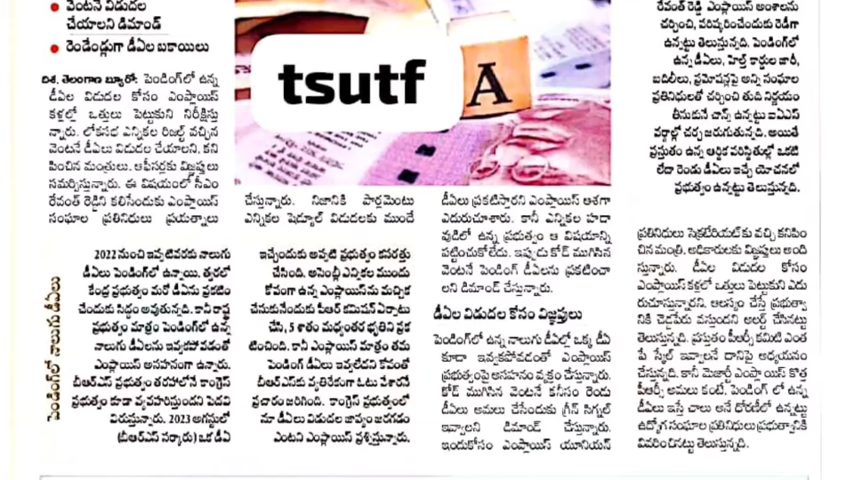 వెంటనే విడుదల
చేయాలని డిమాండ్
రెండేండ్లుగా డీఏల బకాయిలు
దిశ, తెలంగాణ బ్యూరో: పెండింగ్‌లో ఉన్న
డీఏల విడుదల కోసం ఎంప్లాయిస్
కళ్లల్లో ఒత్తులు పెట్టుకుని నిరీక్షిస్తు
న్నారు. లోకసభ ఎన్నికల రిజల్ట్ వచ్చిన
వెంటనే డీఏలు విడుదల చేయాలని, కని
పించిన మంత్రులు, ఆఫీసర్లకు విజ్ఞప్తులు
సమర్పిస్తున్నారు. ఈ విషయంలో సీఎం
రేవంత్ రెడ్డిని కలిసేందుకు ఎంప్లాయిస్
సంఘాల ప్రతినిధులు ప్రయత్నాలు
tsutf
A
చేస్తున్నారు. నిజానికి పార్లమెంటు
ఎన్నికల షెడ్యూల్ విడుదలకు ముందే
డీఏలు ప్రకటిస్తారని ఎంప్లాయిస్ ఆశగా
ఎదురుచూశారు. కానీ ఎన్నికల హడా
వుడిలో ఉన్న ప్రభుత్వం ఆ విషయాన్ని
పట్టించుకోలేదు. ఇప్పుడు కోడ్ ముగిసిన
వెంటనే పెండింగ్ డీఏలను ప్రకటించా
లని డిమాండ్ చేస్తున్నారు.
డీఏల విడుదల కోసం విజ్ఞప్తులు
పెండింగ్‌లో ఉన్న నాలుగు డీఏల్లో ఒక్క డీఏ
కూడా ఇవ్వకపోవడంతో ఎంప్లాయిస్
ప్రభుత్వంపై అసహనం వ్యక్తం చేస్తున్నారు.
కోడ్ ముగిసిన వెంటనే కనీసం రెండు
డీఏలు అమలు చేసేందుకు గ్రీన్ సిగ్నల్
ఇవ్వాలని డిమాండ్ చేస్తున్నారు.
ఇందుకోసం ఎంప్లాయిస్ యూనియన్
రేవంత్ రెడ్డి ఎంప్లాయిస్ అంశాలను
చర్చించి, పరిష్కరించేందుకు రెడీగా
ఉన్నట్టు తెలుస్తున్నది. పెండింగ్‌లో
ఉన్న డీఏలు, హెల్త్ కార్డుల జారీ,
బదిలీలు, ప్రమోషన్లపై అన్ని సంఘాల
ప్రతినిధులతో చర్చించి తుది నిర్ణయం
తీసుకునే చాన్స్ ఉన్నట్టు ఐఏఎస్
వర్గాల్లో చర్చ జరుగుతున్నది. అయితే
ప్రస్తుతం ఉన్న ఆర్థిక పరిస్థితుల్లో ఒకటి
లేదా రెండు డీఏలు ఇచ్చే యోచనలో
ప్రభుత్వం ఉన్నట్టు తెలుస్తున్నది.
ప్రతినిధులు సెక్రటేరియట్‌కు వచ్చి కనిపిం
చిన మంత్రి, అధికారులకు విజ్ఞప్తులు అంది
స్తున్నారు. డీఏల విడుదల కోసం
ఎంప్లాయిస్ కళ్లల్లో ఒత్తులు పెట్టుకుని ఎదు
రుచూస్తున్నారని, ఆలస్యం చేస్తే ప్రభుత్వా
నికి చెడ్డపేరు వస్తుందని అలర్ట్ చేసినట్టు
తెలుస్తున్నది. ప్రస్తుతం పీఆర్సీ కమిటీ ఎంత
పే స్కేల్ ఇవ్వాలనే దానిపై అధ్యయనం
చేస్తున్నది. కానీ మెజార్టీ ఎంప్లాయిస్ కొత్త
పీఆర్సీ అమలు కంటే, పెండింగ్ లో ఉన్న
డీఏలు ఇస్తే చాలు అనే ధోరణిలో ఉన్నట్టు
ఉద్యోగ సంఘాల ప్రతినిధులు ప్రభుత్వానికి
వివరించినట్టు తెలుస్తున్నది.
పెండింగ్‌లో నాలుగు డీఏలు
2022 నుంచి ఇప్పటివరకు నాలుగు
డీఏలు పెండింగ్‌లో ఉన్నాయి. త్వరలో
కేంద్ర ప్రభుత్వం మరో డీఏను ప్రకటిం
చేందుకు సిద్ధం అవుతున్నది. కానీ రాష్ట్ర
ప్రభుత్వం మాత్రం పెండింగ్‌లో ఉన్న
నాలుగు డీఏలను ఇవ్వకపోవడంతో
ఎంప్లాయిస్ అసహనంగా ఉన్నారు.
బీఆర్ఎస్ ప్రభుత్వం తరహాలోనే కాంగ్రెస్
ప్రభుత్వం కూడా వ్యవహరిస్తుందని పెదవి
విరుస్తున్నారు. 2023 ఆగస్టులో
(బీఆర్ఎస్ సర్కారు) ఒక డీఏ
ఇచ్చేందుకు అప్పటి ప్రభుత్వం కసరత్తు
చేసింది. అసెంబ్లీ ఎన్నికల ముందు
కోపంగా ఉన్న ఎంప్లాయిస్‌ను మచ్చిక
చేసుకునేందుకు పీఆర్ కమిషన్ ఏర్పాటు
చేసి, 5 శాతం మధ్యంతర భృతిని ప్రక
టించింది. కానీ ఎంప్లాయిస్ మాత్రం తమ
పెండింగ్ డీఏలు ఇవ్వలేదని కోపంతో
బీఆర్ఎస్‌కు వ్యతిరేకంగా ఓటు వేశారనే
ప్రచారం జరిగింది. కాంగ్రెస్ ప్రభుత్వంలో
నూ డీఏలు విడుదల జాప్యం జరగడం
ఎంటని ఎంప్లాయిస్ ప్రశ్నిస్తున్నారు.